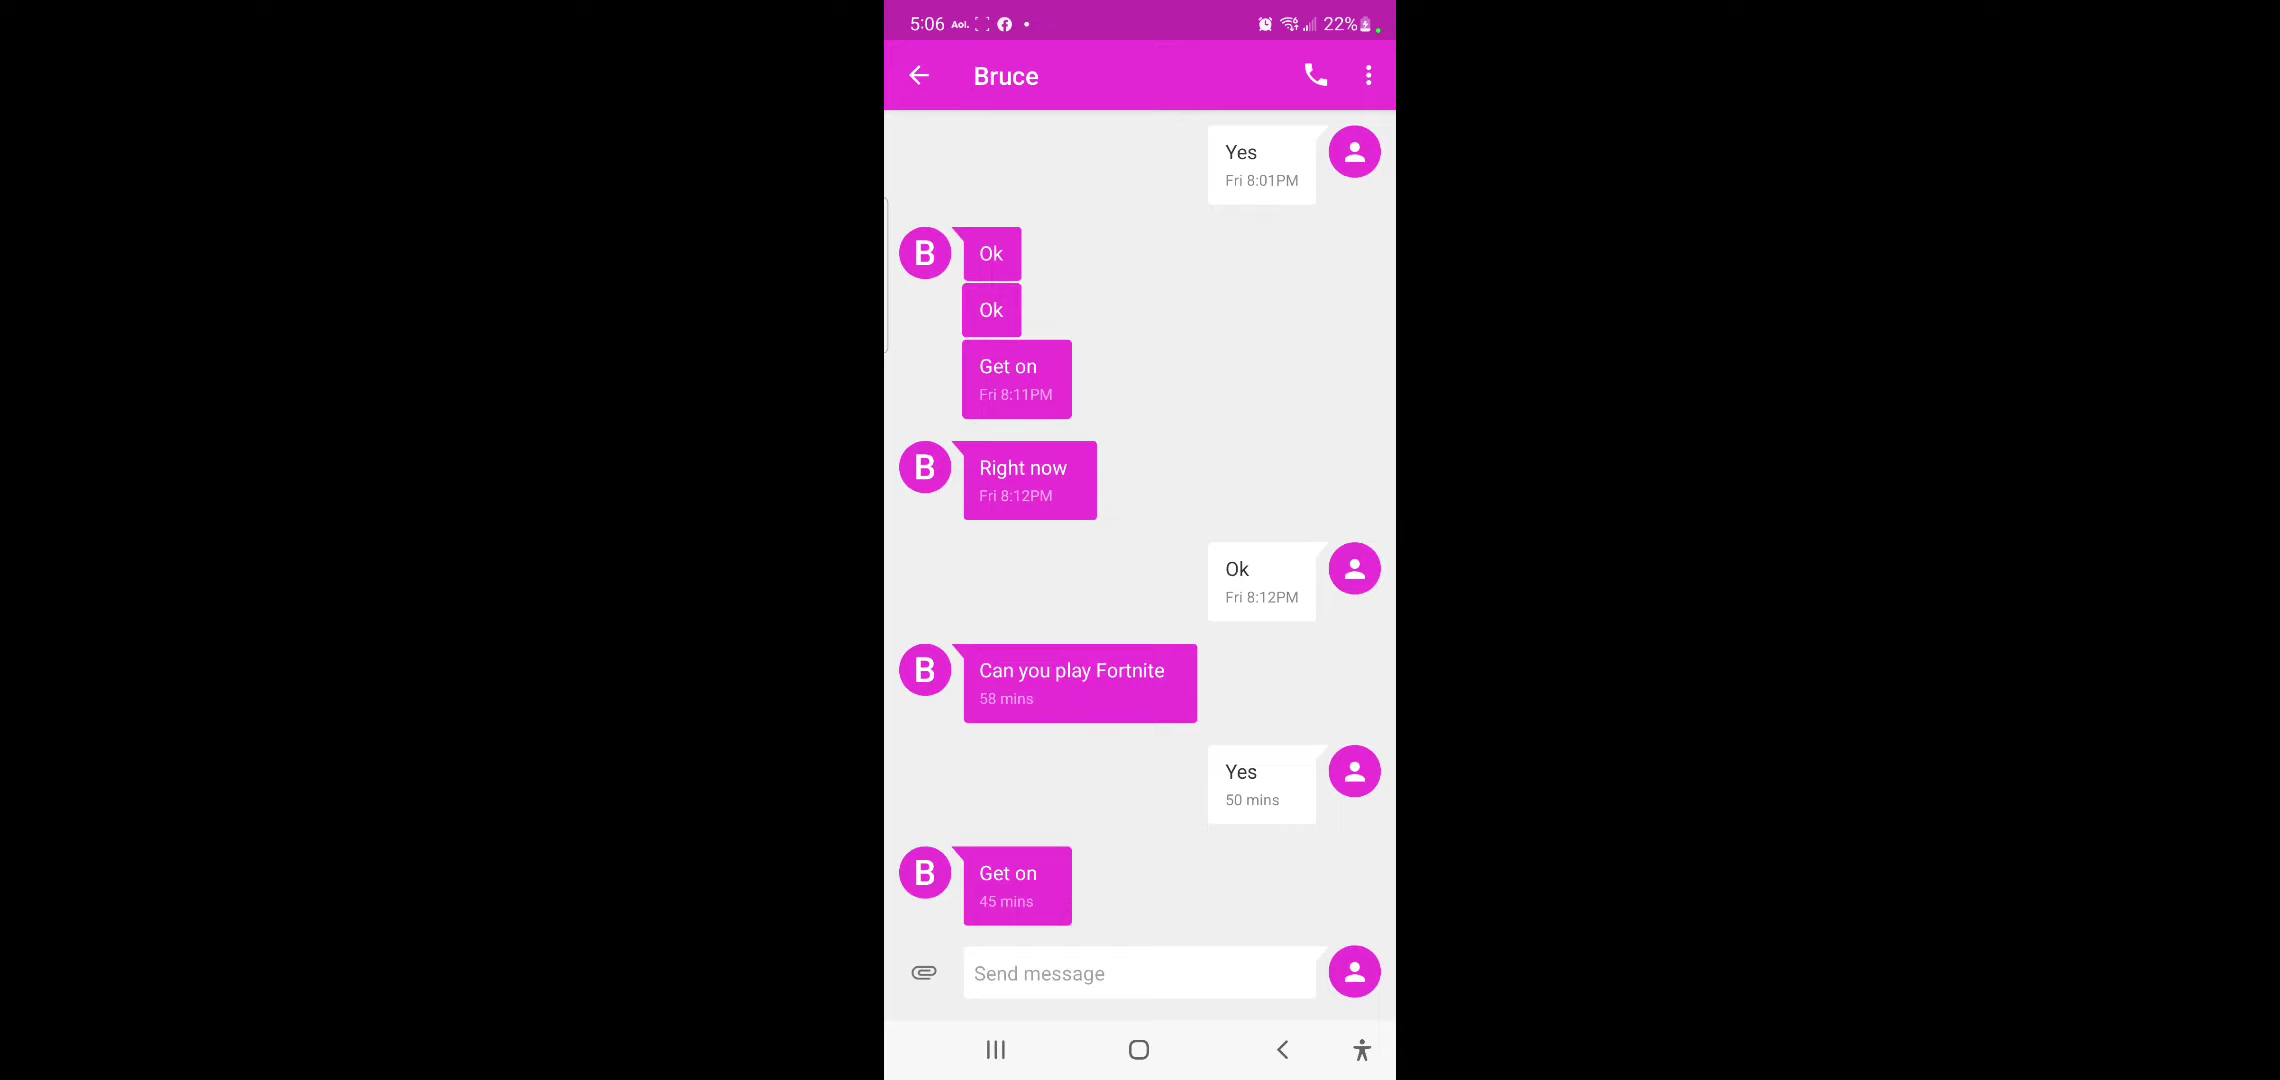 5:06 Aol. 22%
Bruce
Yes
Fri 8:01PM
B
Ok
Ok
Get on
Fri 8:11PM
B
Right now
Fri 8:12PM
Ok
Fri 8:12PM
B
Can you play Fortnite
58 mins
Yes
50 mins
B
Get on
45 mins
Send message